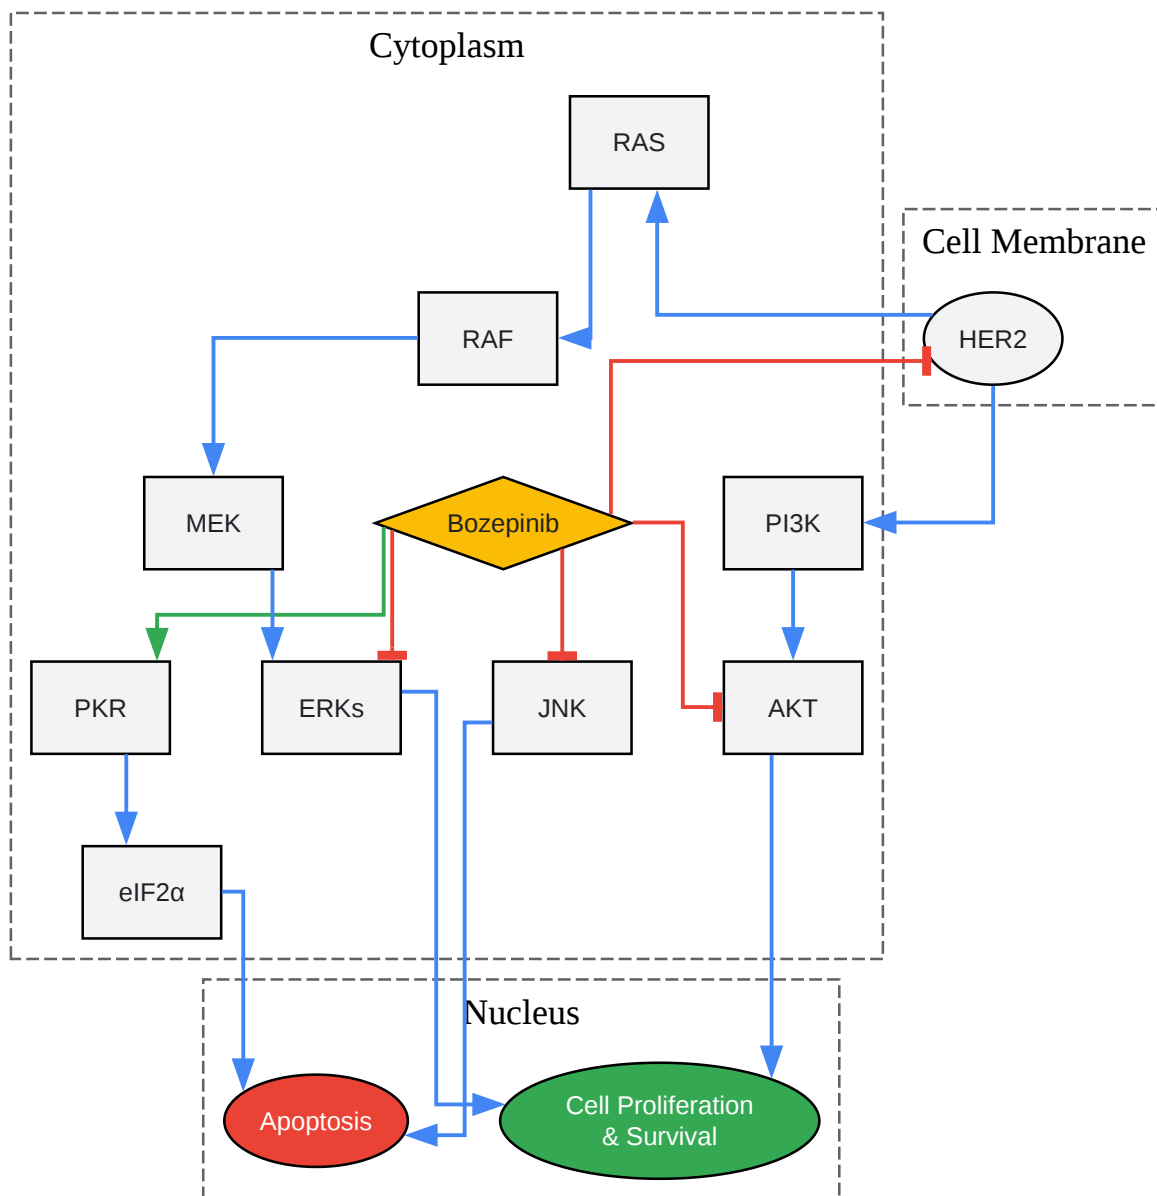 Cytoplasm
RAS
Cell Membrane
RAF
HER2
MEK
Bozepinib
PI3K
PKR
ERKs
JNK
AKT
eIF2α
Nucleus
Apoptosis
Cell Proliferation
& Survival